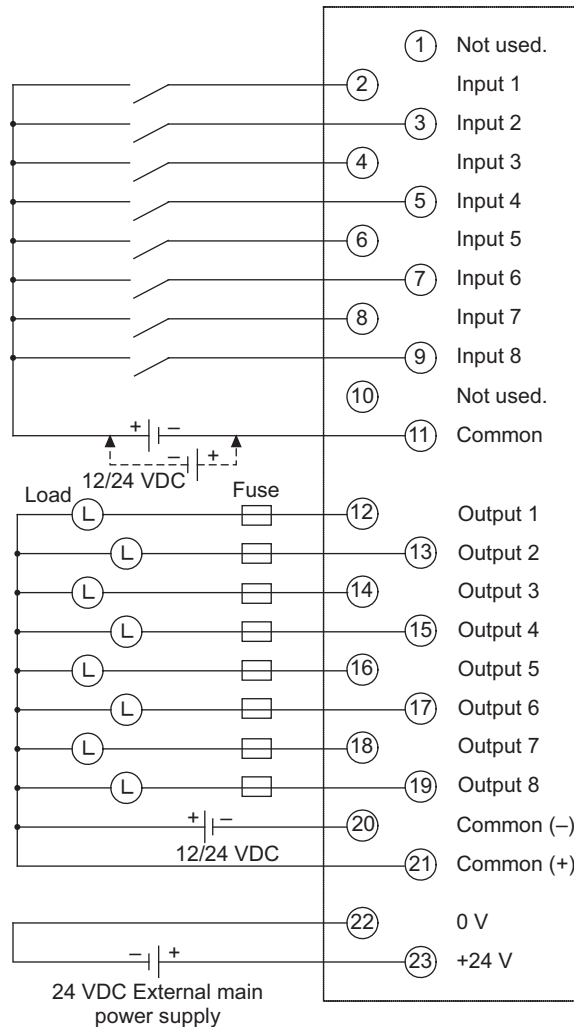 1 Not used.
2 Input 1
3 Input 2
4 Input 3
5 Input 4
6 Input 5
7 Input 6
8 Input 7
9 Input 8
10 Not used.
+ – 11 Common
– +
12/24 VDC
Load Fuse
L 12 Output 1
L 13 Output 2
L 14 Output 3
L 15 Output 4
L 16 Output 5
L 17 Output 6
L 18 Output 7
L 19 Output 8
+ – 20 Common (–)
12/24 VDC
21 Common (+)
22 0 V
– + 23 +24 V
24 VDC External main
power supply